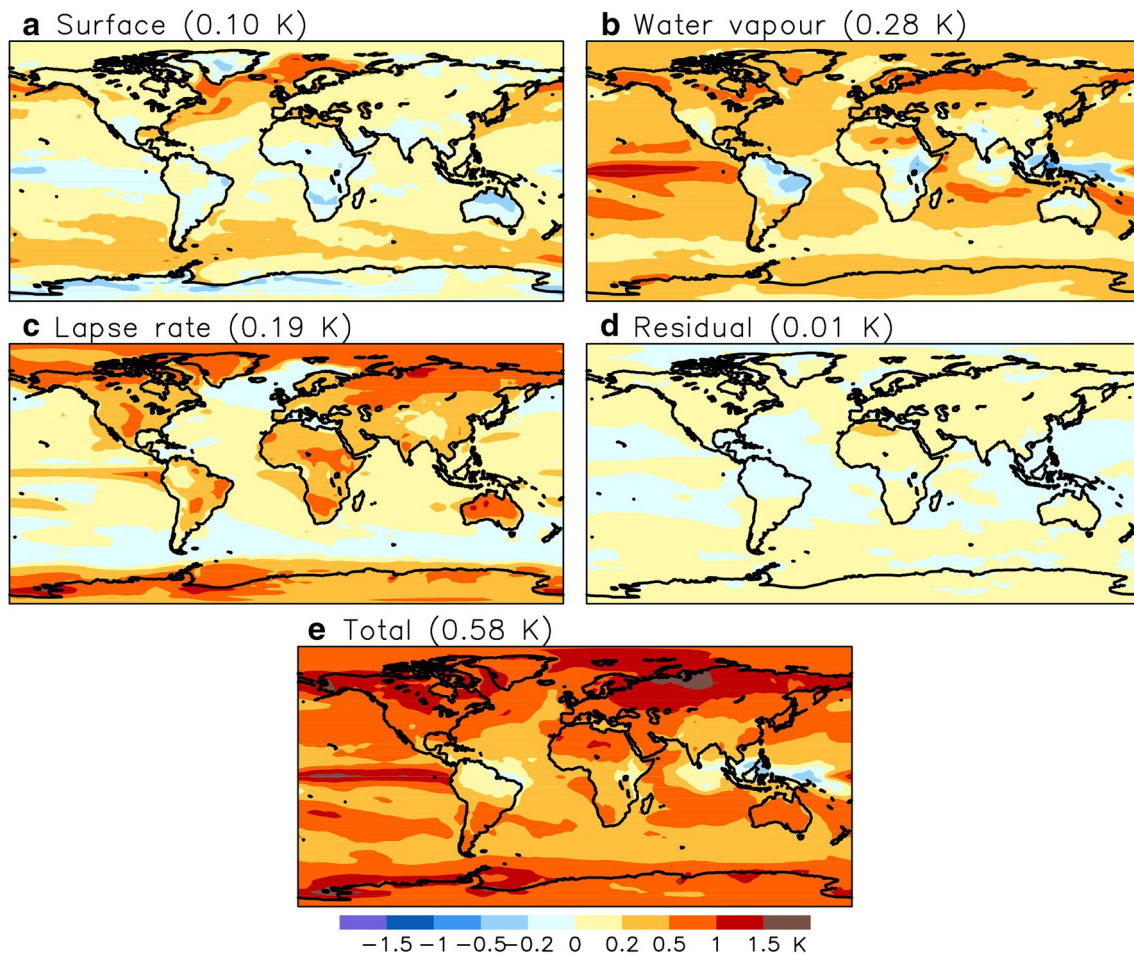 a Surface (0.10 K)
b Water vapour (0.28 K)
c Lapse rate (0.19 K)
d Residual (0.01 K)
e Total (0.58 K)
−1.5 −1 −0.5 −0.2 0 0.2 0.5 1 1.5 K